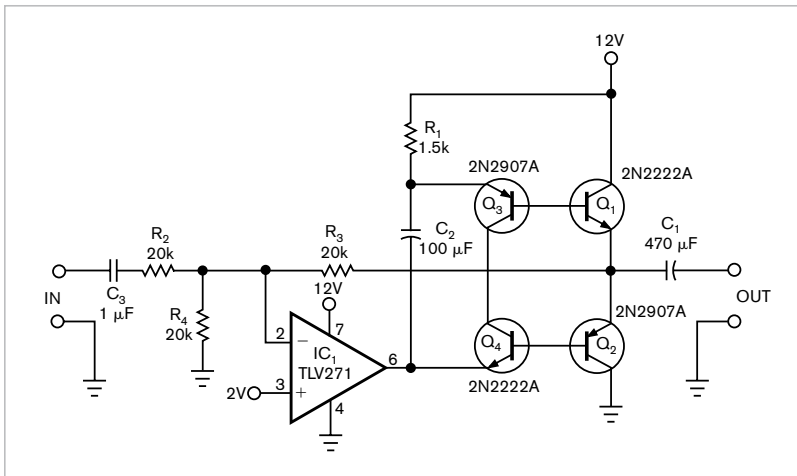 12V
R1
1.5k
2N2907A
2N2222A
Q3
Q1
C1
470 µF
C2
100 µF
R2
20k
R3
20k
IN
C3
1 µF
R4
20k
12V
OUT
2N2907A
2
7
−
IC1
TLV271
6
Q4
Q2
2V
3
+
4
2N2222A